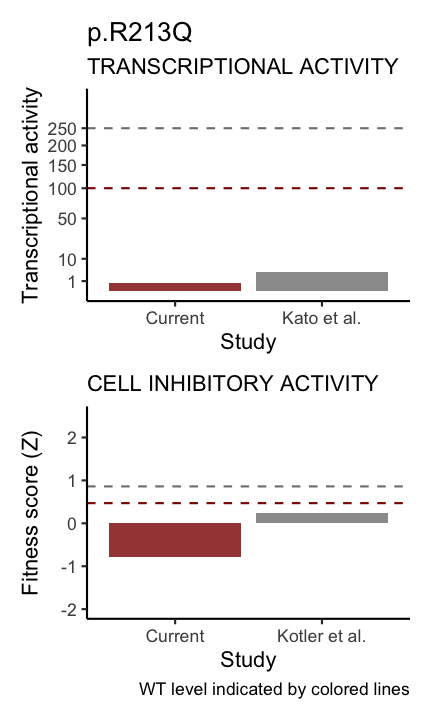 p.R213Q
TRANSCRIPTIONAL ACTIVITY
Transcriptional activity
250
200
150
100
50
10
1
Current
Kato et al.
Study
CELL INHIBITORY ACTIVITY
Fitness score (Z)
2
1
0
-1
-2
Current
Kotler et al.
Study
WT level indicated by colored lines